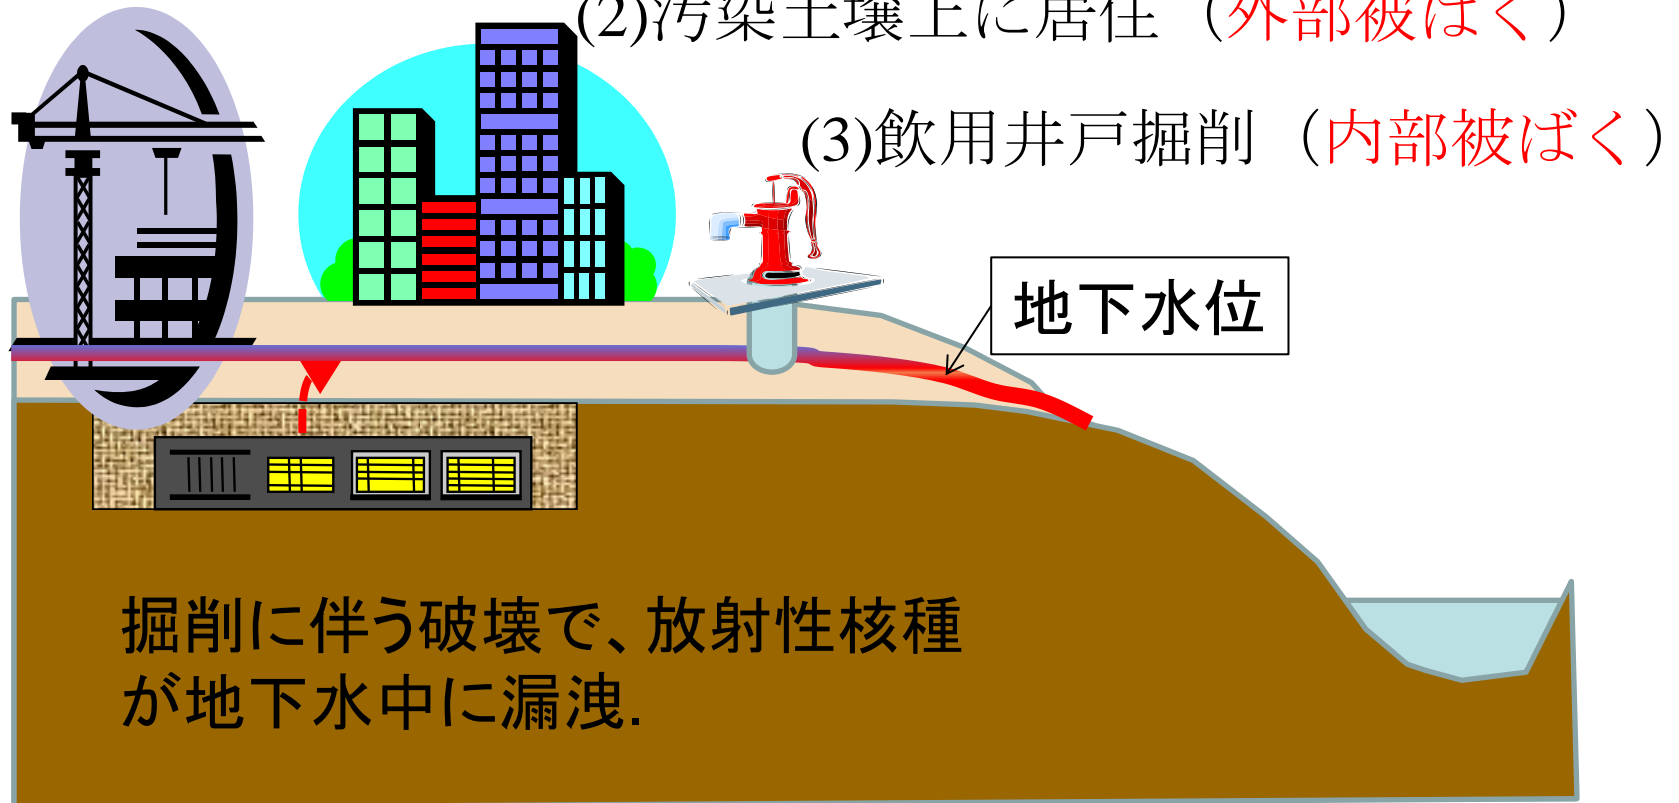 (2)汚染土壌上に居住（外部被ばく）
(3)飲用井戸掘削（内部被ばく）
地下水位
掘削に伴う破壊で、放射性核種
が地下水中に漏洩.